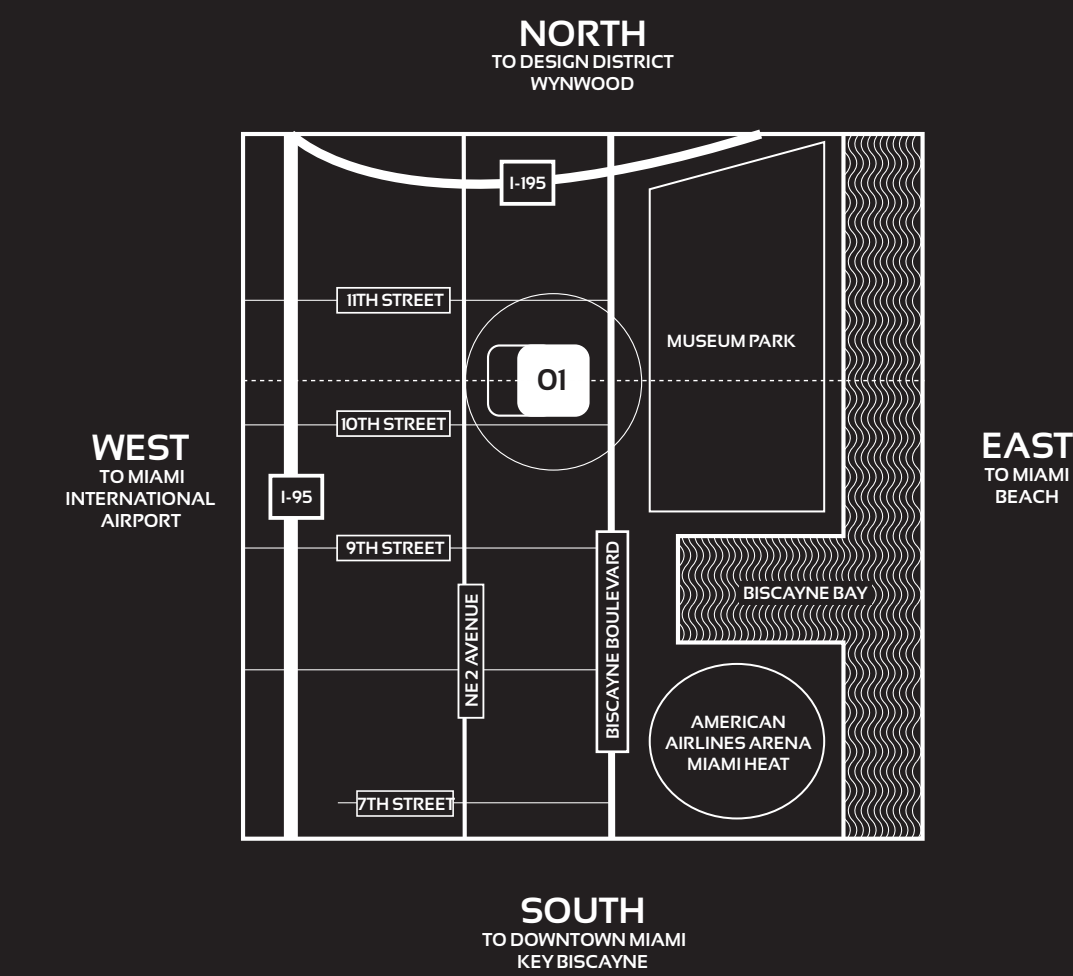 NORTH
TO DESIGN DISTRICT
WYNWOOD
I-195
11TH STREET
MUSEUM PARK
01
10TH STREET
WEST
TO MIAMI
INTERNATIONAL
AIRPORT
EAST
TO MIAMI
BEACH
I-95
9TH STREET
BISCAYNE BAY
NE 2 AVENUE
BISCAYNE BOULEVARD
AMERICAN
AIRLINES ARENA
MIAMI HEAT
7TH STREET
SOUTH
TO DOWNTOWN MIAMI
KEY BISCAYNE